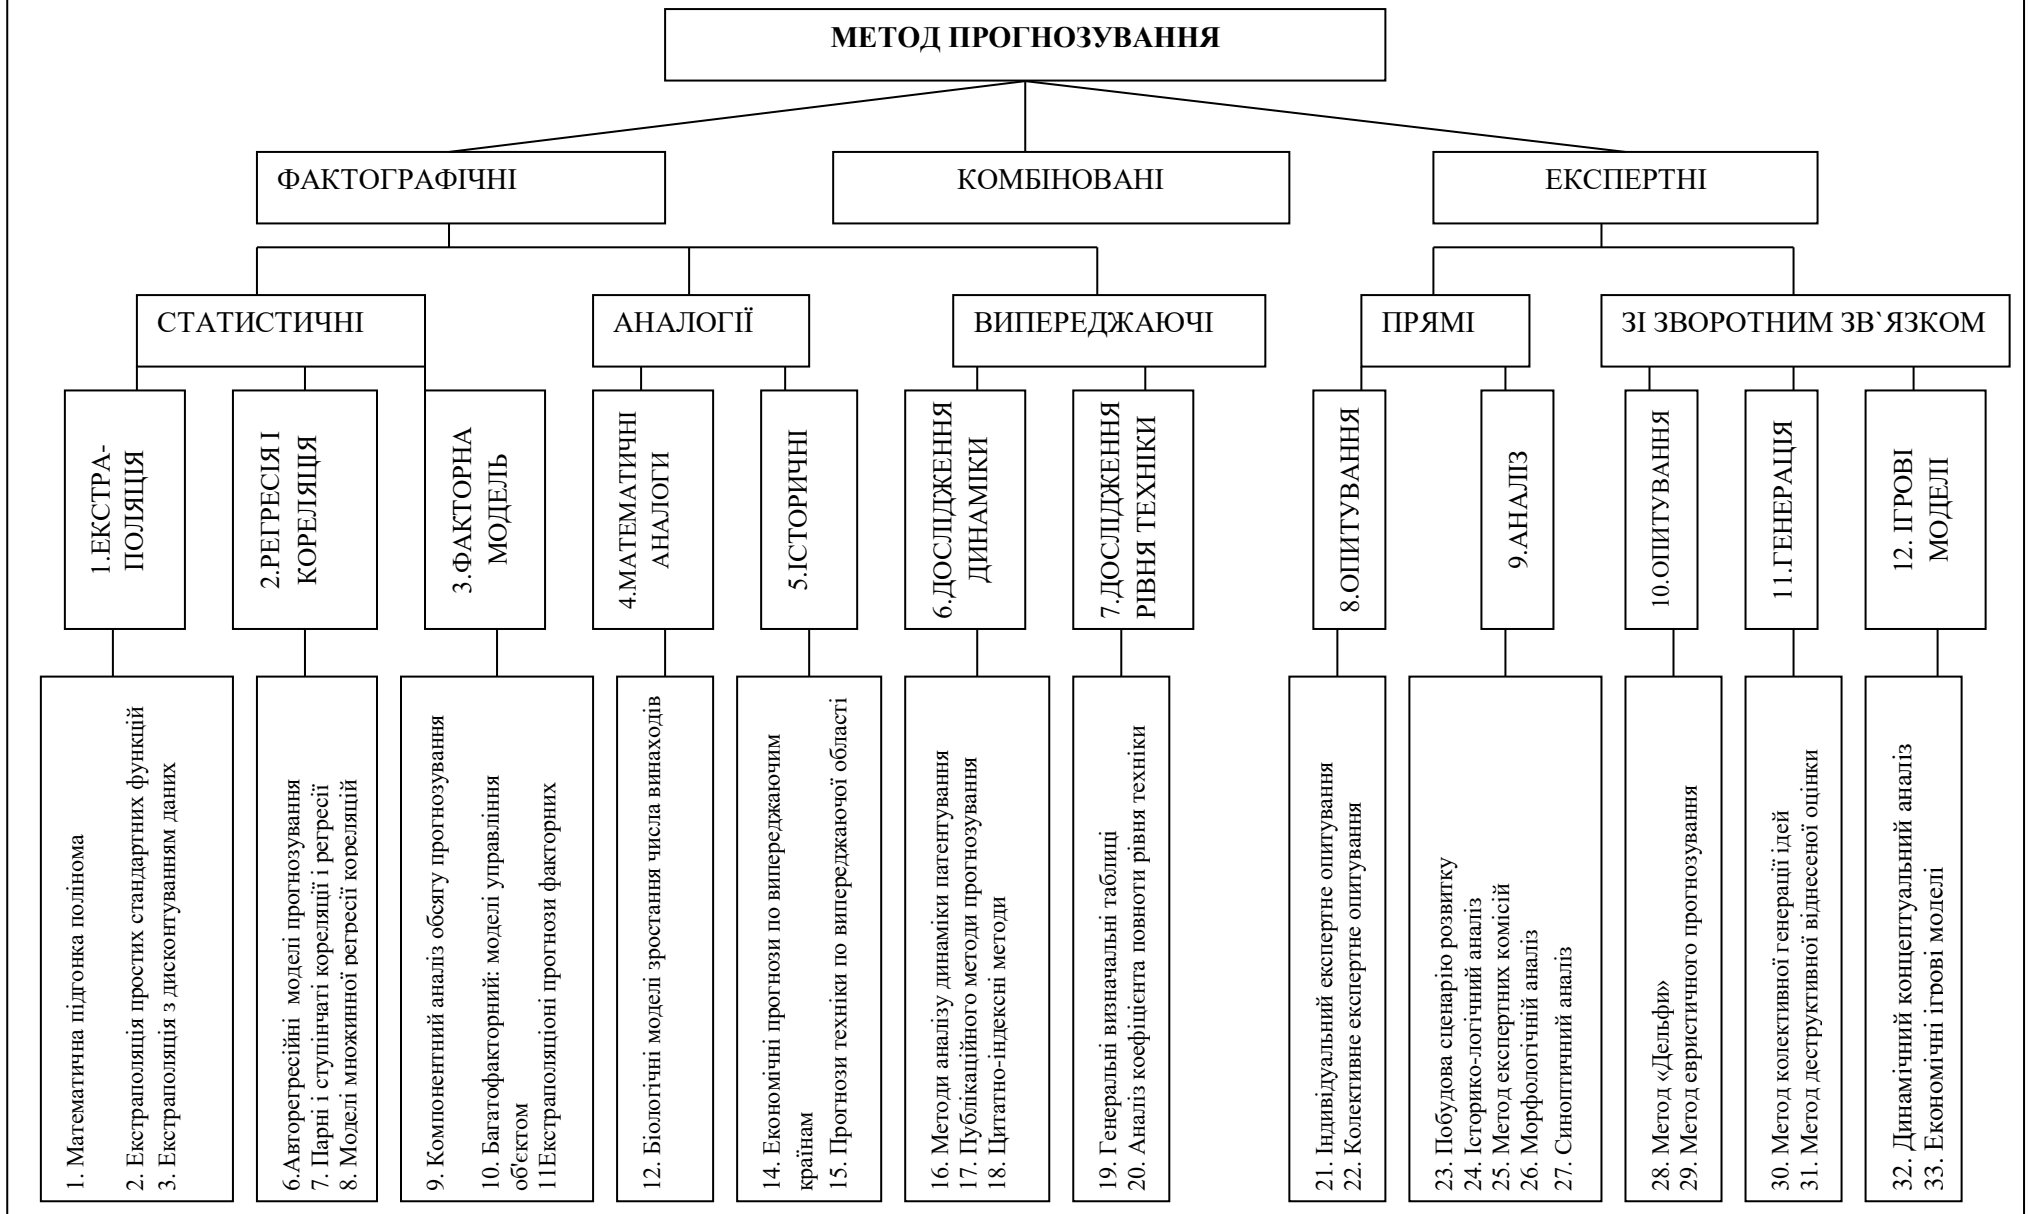 МЕТОД ПРОГНОЗУВАННЯ
ФАКТОГРАФІЧНІ
КОМБІНОВАНІ
ЕКСПЕРТНІ
СТАТИСТИЧНІ
АНАЛОГІЇ
ВИПЕРЕДЖАЮЧІ
ПРЯМІ
ЗІ ЗВОРОТНИМ ЗВ`ЯЗКОМ
1.ЕКСТРА-
ПОЛЯЦІЯ
2.РЕГРЕСІЯ І
КОРЕЛЯЦІЯ
3.ФАКТОРНА
МОДЕЛЬ
4.МАТЕМАТИЧНІ
АНАЛОГИ
5.ІСТОРИЧНІ
6.ДОСЛІДЖЕННЯ
ДИНАМІКИ
7.ДОСЛІДЖЕННЯ
РІВНЯ ТЕХНІКИ
8.ОПИТУВАННЯ
9.АНАЛІЗ
10.ОПИТУВАННЯ
11.ГЕНЕРАЦІЯ
12. ІГРОВІ
МОДЕЛІ
1. Математична підгонка полінома
2. Екстраполяція простих стандартних функцій
3. Екстраполяція з дисконтуванням даних
6.Авторегресійні моделі прогнозування
7. Парні і ступінчаті кореляції і регресії
8. Моделі множинної регресії кореляцій
9. Компонентний аналіз обсягу прогнозування
10. Багатофакторний: моделі управління
об'єктом
11Екстраполяціоні прогнози факторних
12. Біологічні моделі зростання числа винаходів
14. Економічні прогнози по випереджаючим
країнам
15. Прогнози техніки по випереджаючої області
16. Методи аналізу динаміки патентування
17. Публікаційного методи прогнозування
18. Цитатно-індексні методи
19. Генеральні визначальні таблиці
20. Аналіз коефіцієнта повноти рівня техніки
21. Індивідуальний експертне опитування
22. Колективне експертне опитування
23. Побудова сценарію розвитку
24. Історико-логічний аналіз
25. Метод експертних комісій
26. Морфологічній аналіз
27. Синоптичний аналіз
28. Метод «Дельфи»
29. Метод евристичного прогнозування
30. Метод колективної генерації ідей
31. Метод деструктивної віднесеної оцінки
32. Динамічний концептуальний аналіз
33. Економічні ігрові моделі